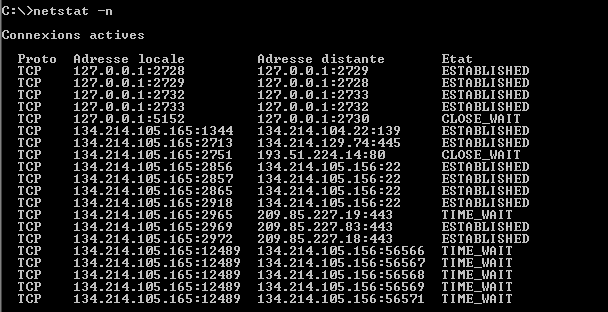 C:\>netstat -n
Connexions actives
Proto Adresse locale Adresse distante Etat
TCP 127.0.0.1:2728 127.0.0.1:2729 ESTABLISHED
TCP 127.0.0.1:2729 127.0.0.1:2728 ESTABLISHED
TCP 127.0.0.1:2732 127.0.0.1:2733 ESTABLISHED
TCP 127.0.0.1:2733 127.0.0.1:2732 ESTABLISHED
TCP 127.0.0.1:5152 127.0.0.1:2730 CLOSE_WAIT
TCP 134.214.105.165:1344 134.214.104.22:139 ESTABLISHED
TCP 134.214.105.165:2713 134.214.129.74:445 ESTABLISHED
TCP 134.214.105.165:2751 193.51.224.14:80 CLOSE_WAIT
TCP 134.214.105.165:2856 134.214.105.156:22 ESTABLISHED
TCP 134.214.105.165:2857 134.214.105.156:22 ESTABLISHED
TCP 134.214.105.165:2865 134.214.105.156:22 ESTABLISHED
TCP 134.214.105.165:2918 134.214.105.156:22 ESTABLISHED
TCP 134.214.105.165:2965 209.85.227.19:443 TIME_WAIT
TCP 134.214.105.165:2969 209.85.227.83:443 ESTABLISHED
TCP 134.214.105.165:2972 209.85.227.18:443 ESTABLISHED
TCP 134.214.105.165:12489 134.214.105.156:56566 TIME_WAIT
TCP 134.214.105.165:12489 134.214.105.156:56567 TIME_WAIT
TCP 134.214.105.165:12489 134.214.105.156:56568 TIME_WAIT
TCP 134.214.105.165:12489 134.214.105.156:56569 TIME_WAIT
TCP 134.214.105.165:12489 134.214.105.156:56571 TIME_WAIT